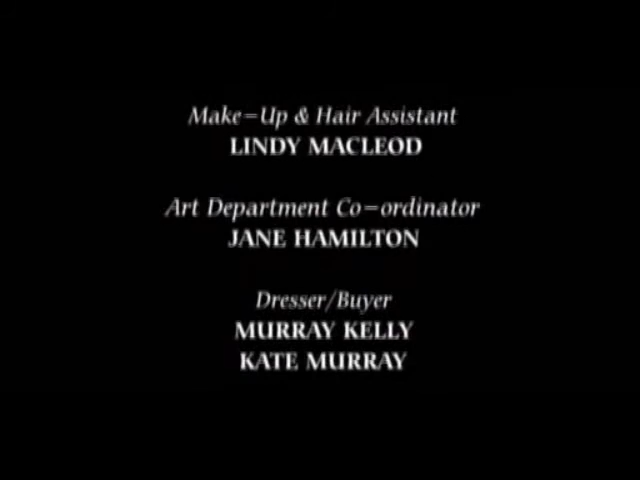 Make-Up & Hair Assistant
LINDY MACLEOD
Art Department Co-ordinator
JANE HAMILTON
Dresser/Buyer
MURRAY KELLY
KATE MURRAY